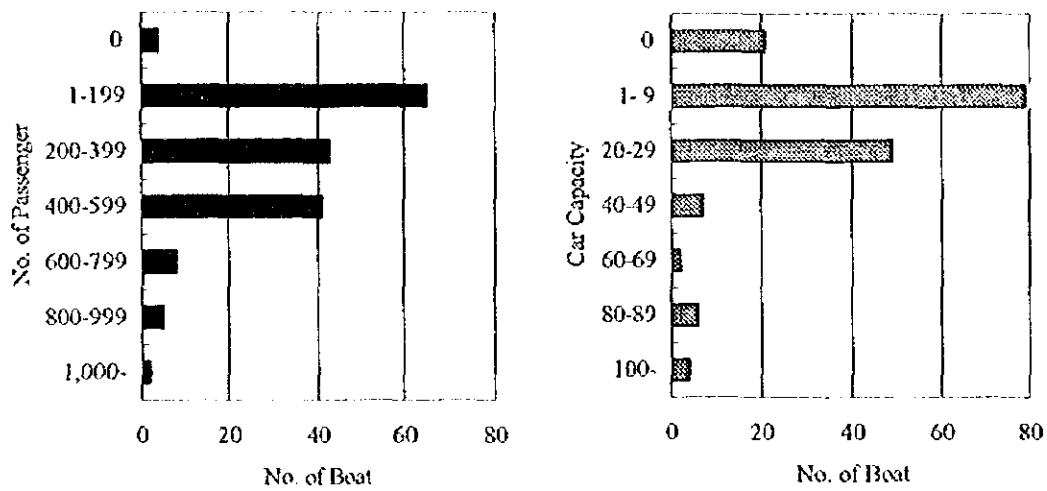 No. of Passenger
0
1-199
200-399
400-599
600-799
800-999
1,000-
0 20 40 60 80
No. of Boat
Car Capacity
0
1- 9
20-29
40-49
60-69
80-89
100-
0 20 40 60 80
No. of Boat